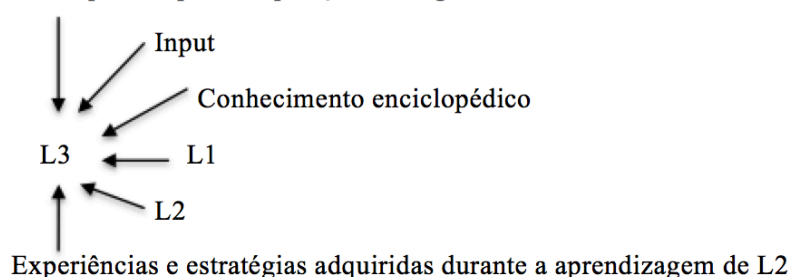 Input
Conhecimento enciclopédico
L3 L1
L2
Experiências e estratégias adquiridas durante a aprendizagem de L2